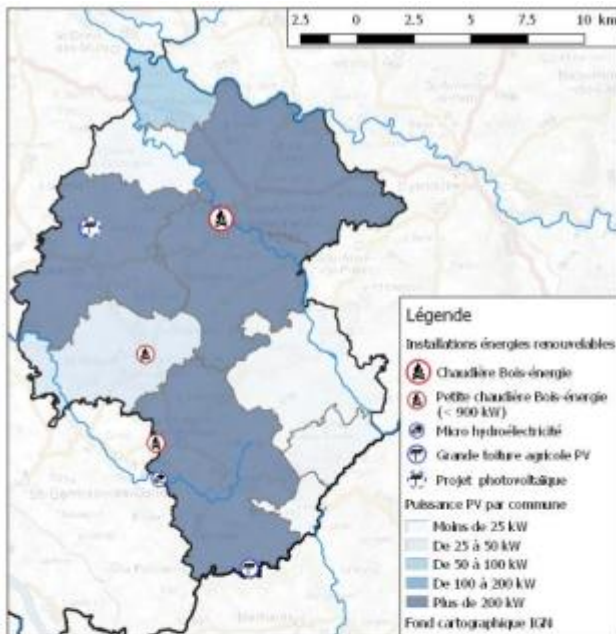 2.5 0 2.5 5 7.5 10 km
Légende
Installations énergies renouvelables
Chaudière Bois-énergie
Petite chaudière Bois-énergie
(< 900 kW)
Micro hydroélectricité
Grande toiture agricole PV
Projet photovoltaïque
Puissance PV par commune
Moins de 25 kW
De 25 à 50 kW
De 50 à 100 kW
De 100 à 200 kW
Plus de 200 kW
Fond cartographique IGN